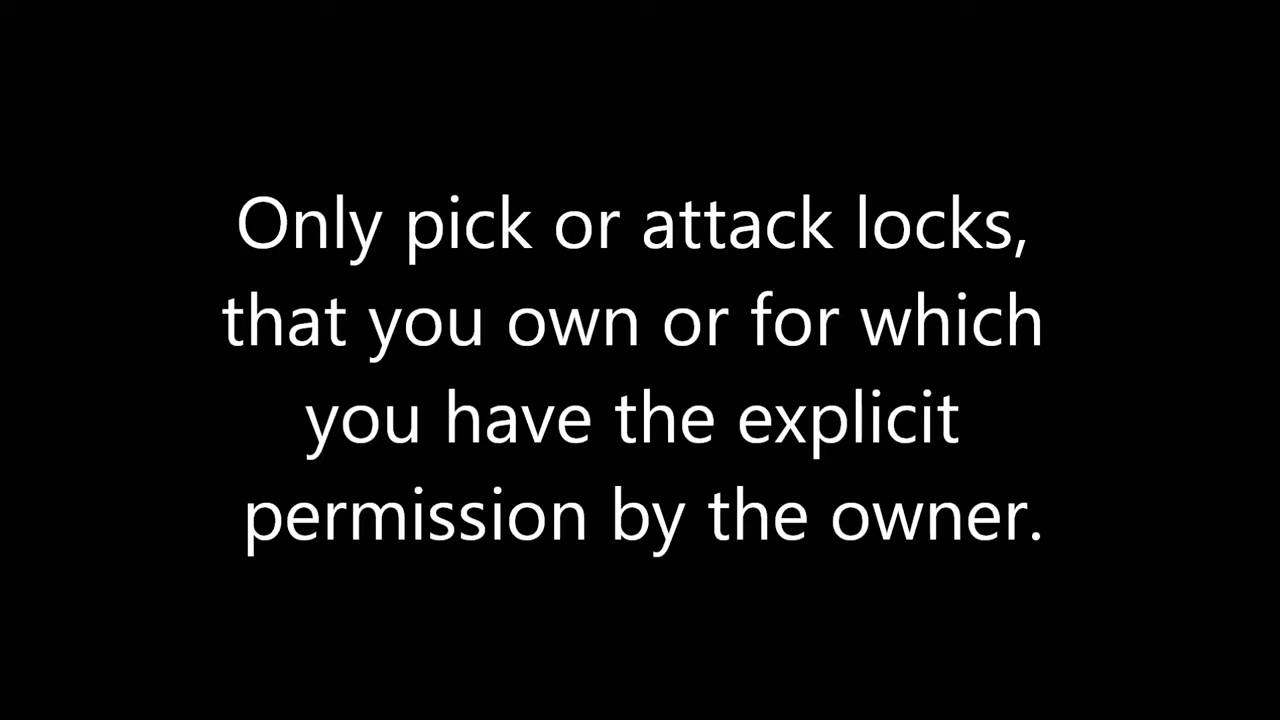 Only pick or attack locks,
that you own or for which
you have the explicit
permission by the owner.